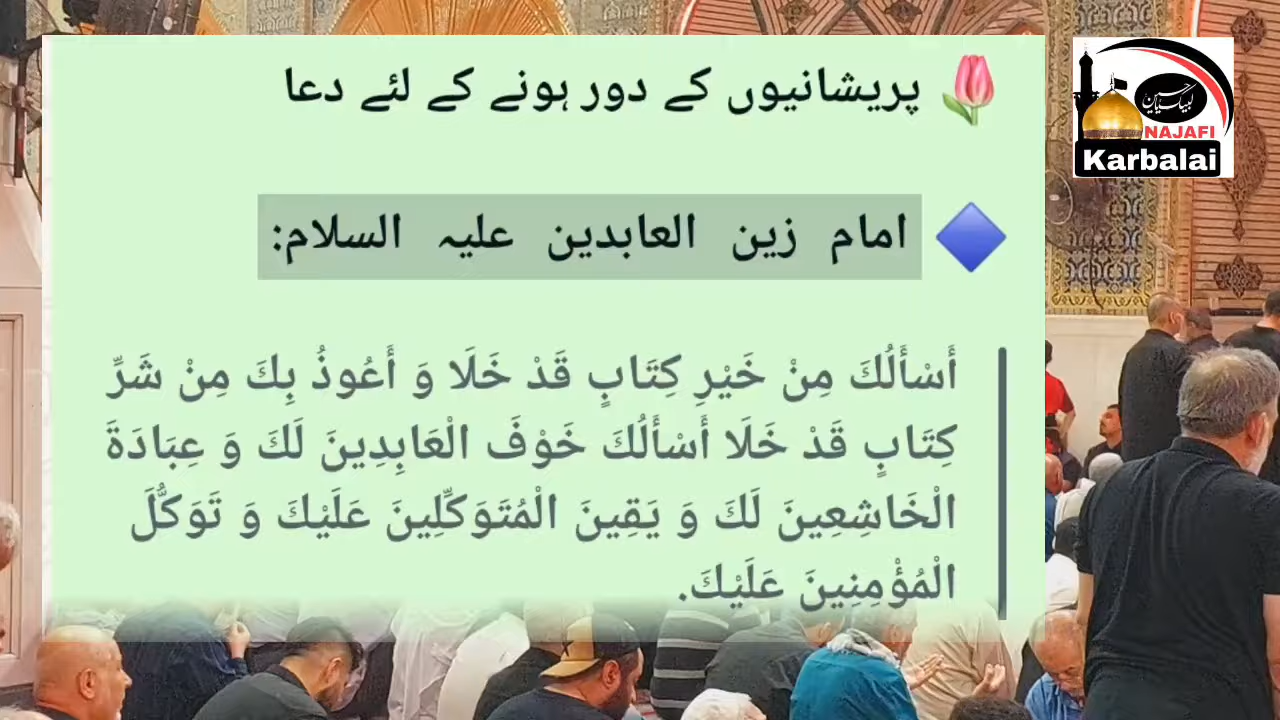 پریشانیوں کے دور ہونے کے لئے دعا
امام زین العابدین علیہ السلام:
أَسْأَلُكَ مِنْ خَيْرِ كِتَابٍ قَدْ خَلَا وَ أَعُوذُ بِكَ مِنْ شَرِّ
كِتَابٍ قَدْ خَلَا أَسْأَلُكَ خَوْفَ الْعَابِدِينَ لَكَ وَ عِبَادَةَ
الْخَاشِعِينَ لَكَ وَ يَقِينَ الْمُتَوَكِّلِينَ عَلَيْكَ وَ تَوَكُّلَ
الْمُؤْمِنِينَ عَلَيْكَ.
NAJAFI
Karbalai